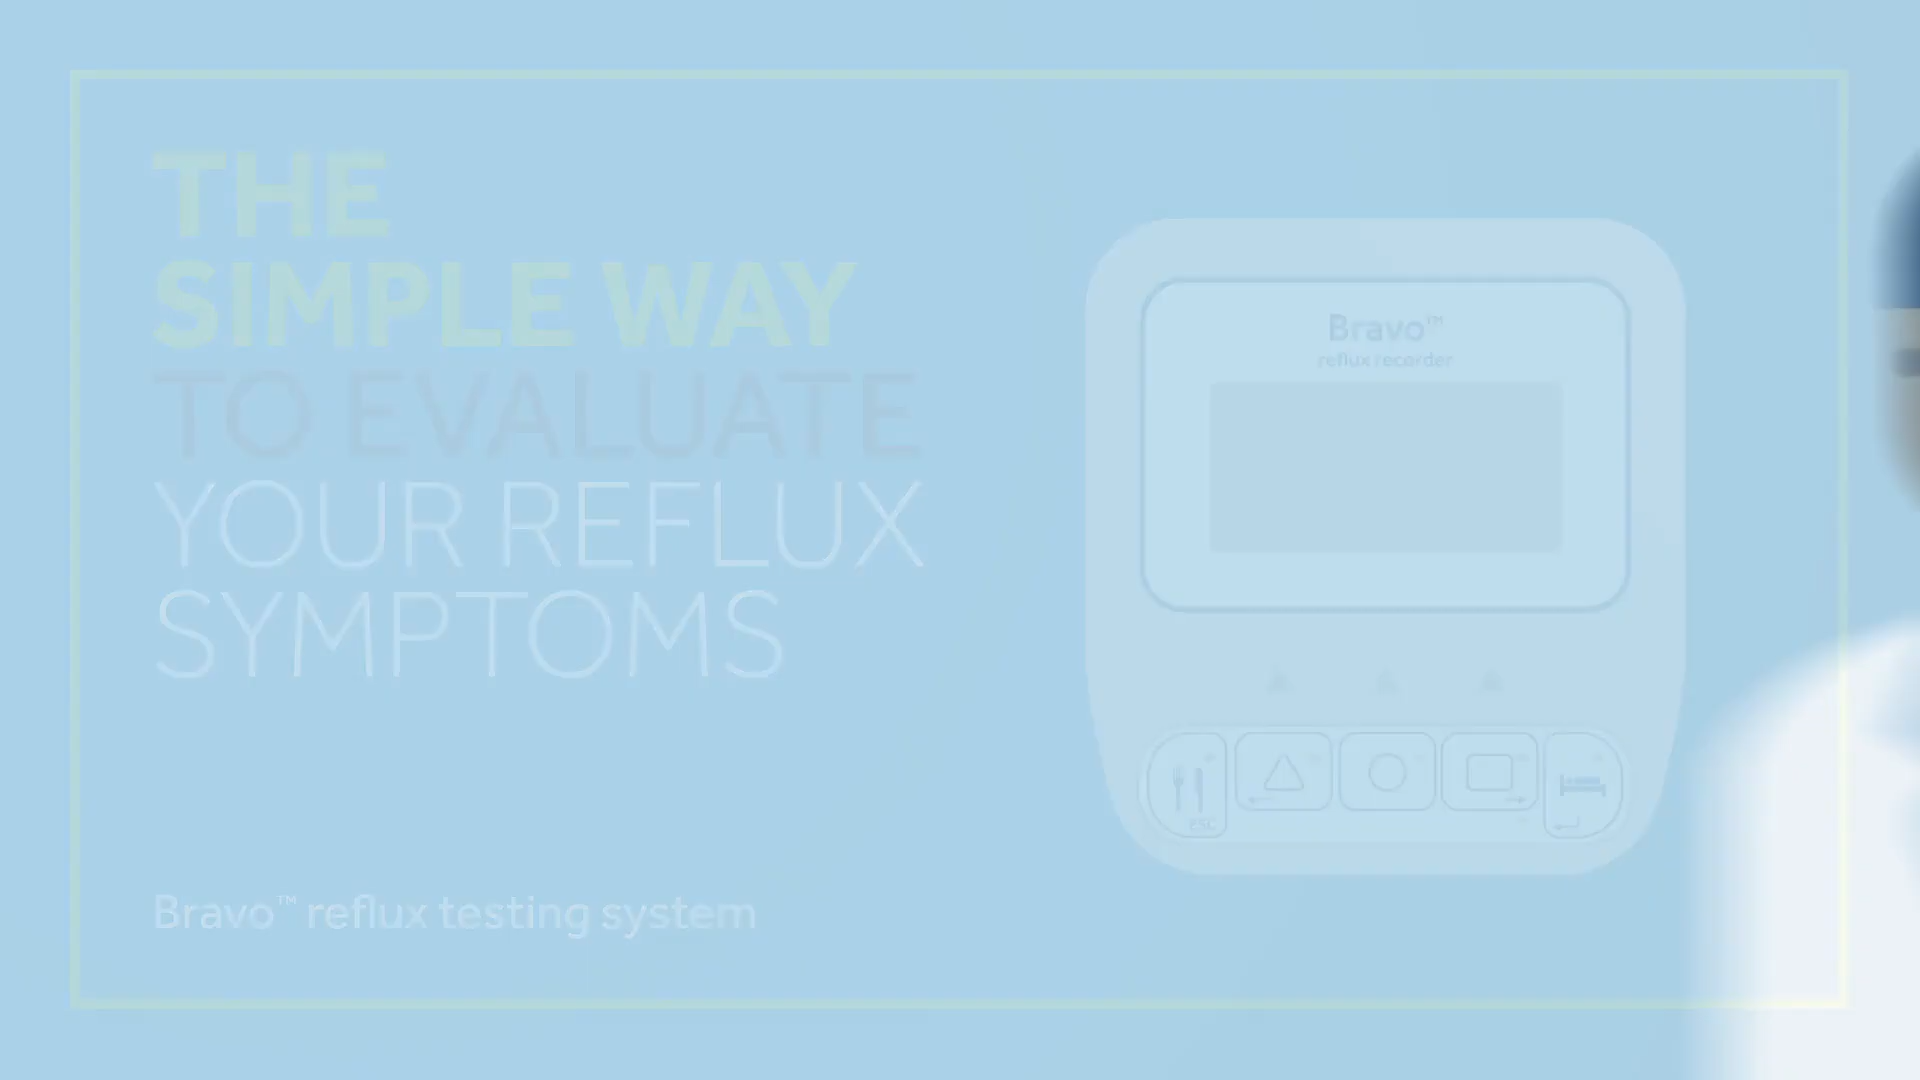 THE
SIMPLE WAY
TO EVALUATE
YOUR REFLUX
SYMPTOMS
Bravo™ reflux testing system
Bravo™
reflux recorder
ESC